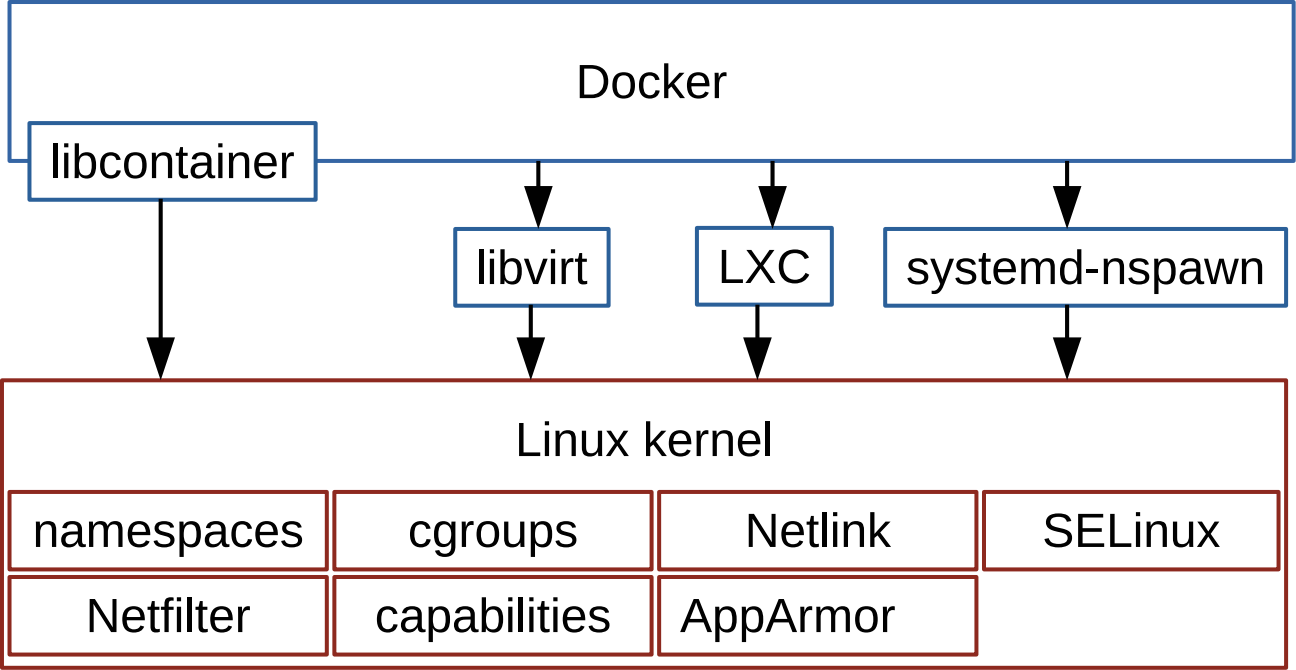 Docker
libcontainer
libvirt
LXC
systemd-nspawn
Linux kernel
namespaces
cgroups
Netlink
SELinux
Netfilter
capabilities
AppArmor